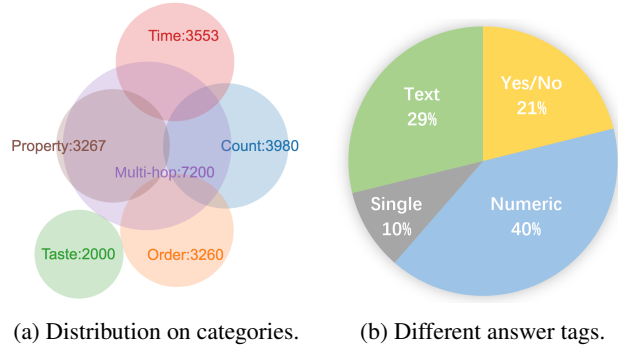 Time:3553
Property:3267
Count:3980
Multi-hop:7200
Taste:2000
Order:3260
(a) Distribution on categories.
Text
29%
Yes/No
21%
Single
10%
Numeric
40%
(b) Different answer tags.